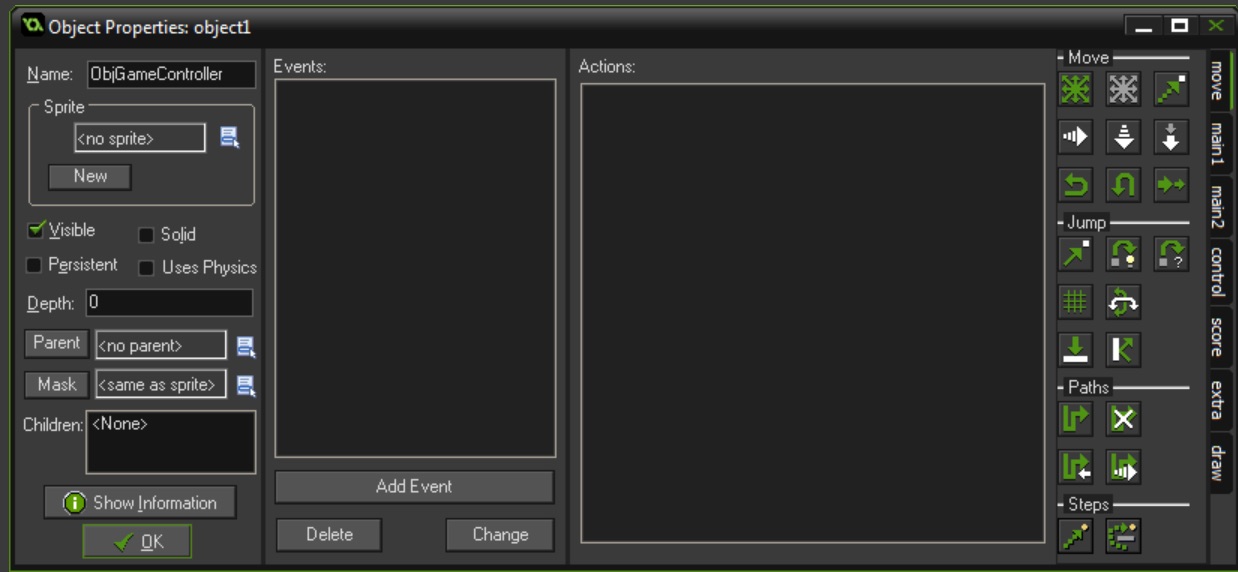 Object Properties: object1
Name: ObjGameController
Sprite
<no sprite>
New
Visible
Solid
Persistent
Uses Physics
Depth: 0
Parent <no parent>
Mask <same as sprite>
Children: <None>
Show Information
OK
Events:
Add Event
Delete
Change
Actions:
Move
Jump
?
Paths
Steps
move
main1
main2
control
score
extra
draw